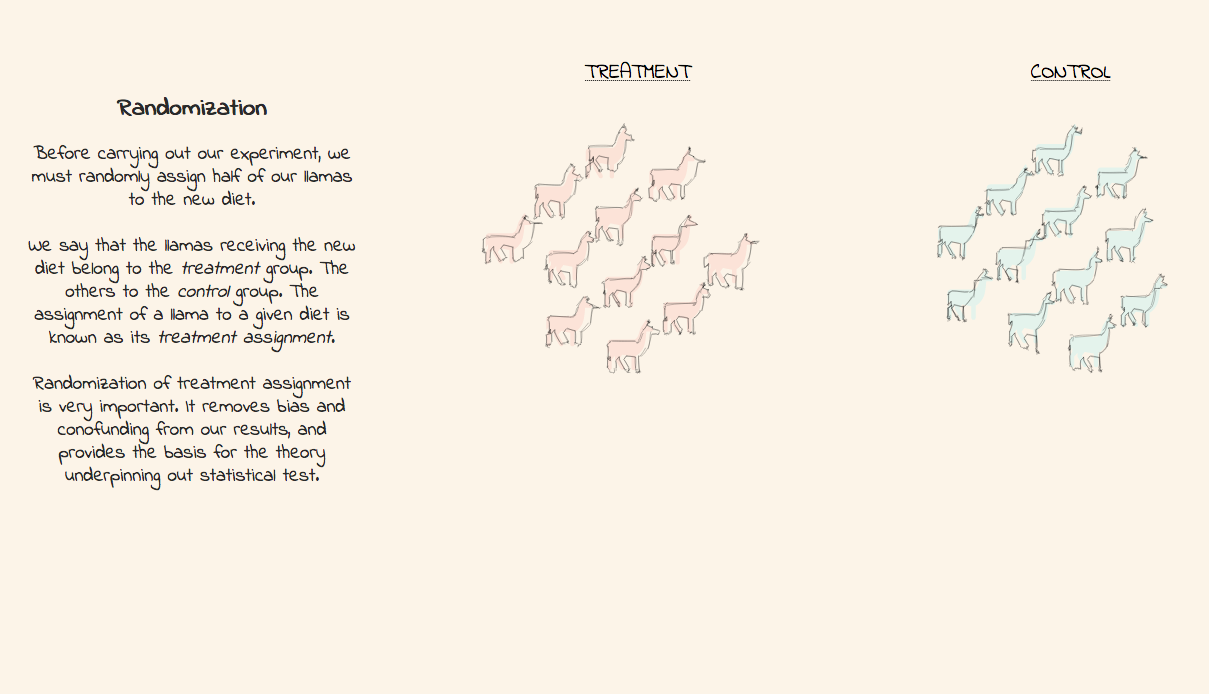 TREATMENT
CONTROL
Randomization
Before carrying out our experiment, we
must randomly assign half of our llamas
to the new diet.
We say that the llamas receiving the new
diet belong to the treatment group. The
others to the control group. The
assignment of a llama to a given diet is
known as its treatment assignment.
Randomization of treatment assignment
is very important. It removes bias and
conofunding from our results, and
provides the basis for the theory
underpinning out statistical test.